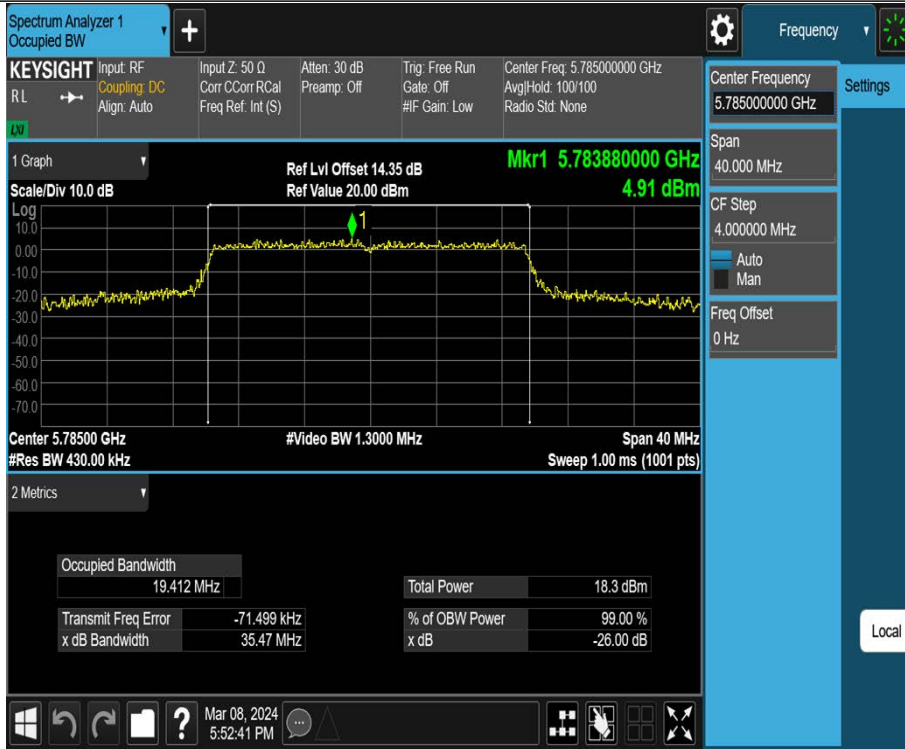 Spectrum Analyzer 1
Occupied BW
+
Frequency
KEYSIGHT
R L
LXI
Input: RF
Coupling: DC
Align: Auto
Input Z: 50 Ω
Corr CCorr RCal
Freq Ref: Int (S)
Atten: 30 dB
Preamp: Off
Trig: Free Run
Gate: Off
#IF Gain: Low
Center Freq: 5.785000000 GHz
Avg|Hold: 100/100
Radio Std: None
Center Frequency
5.785000000 GHz
Settings
Span
40.000 MHz
CF Step
4.000000 MHz
Auto
Man
Freq Offset
0 Hz
Local
1 Graph
Scale/Div 10.0 dB
Ref Lvl Offset 14.35 dB
Ref Value 20.00 dBm
Mkr1 5.783880000 GHz
4.91 dBm
Log
10.0
0.00
-10.0
-20.0
-30.0
-40.0
-50.0
-60.0
-70.0
1
Center 5.78500 GHz
#Res BW 430.00 kHz
#Video BW 1.3000 MHz
Span 40 MHz
Sweep 1.00 ms (1001 pts)
2 Metrics
Occupied Bandwidth
19.412 MHz
Total Power 18.3 dBm
Transmit Freq Error -71.499 kHz
% of OBW Power 99.00 %
x dB Bandwidth 35.47 MHz
x dB -26.00 dB
?
Mar 08, 2024
5:52:41 PM